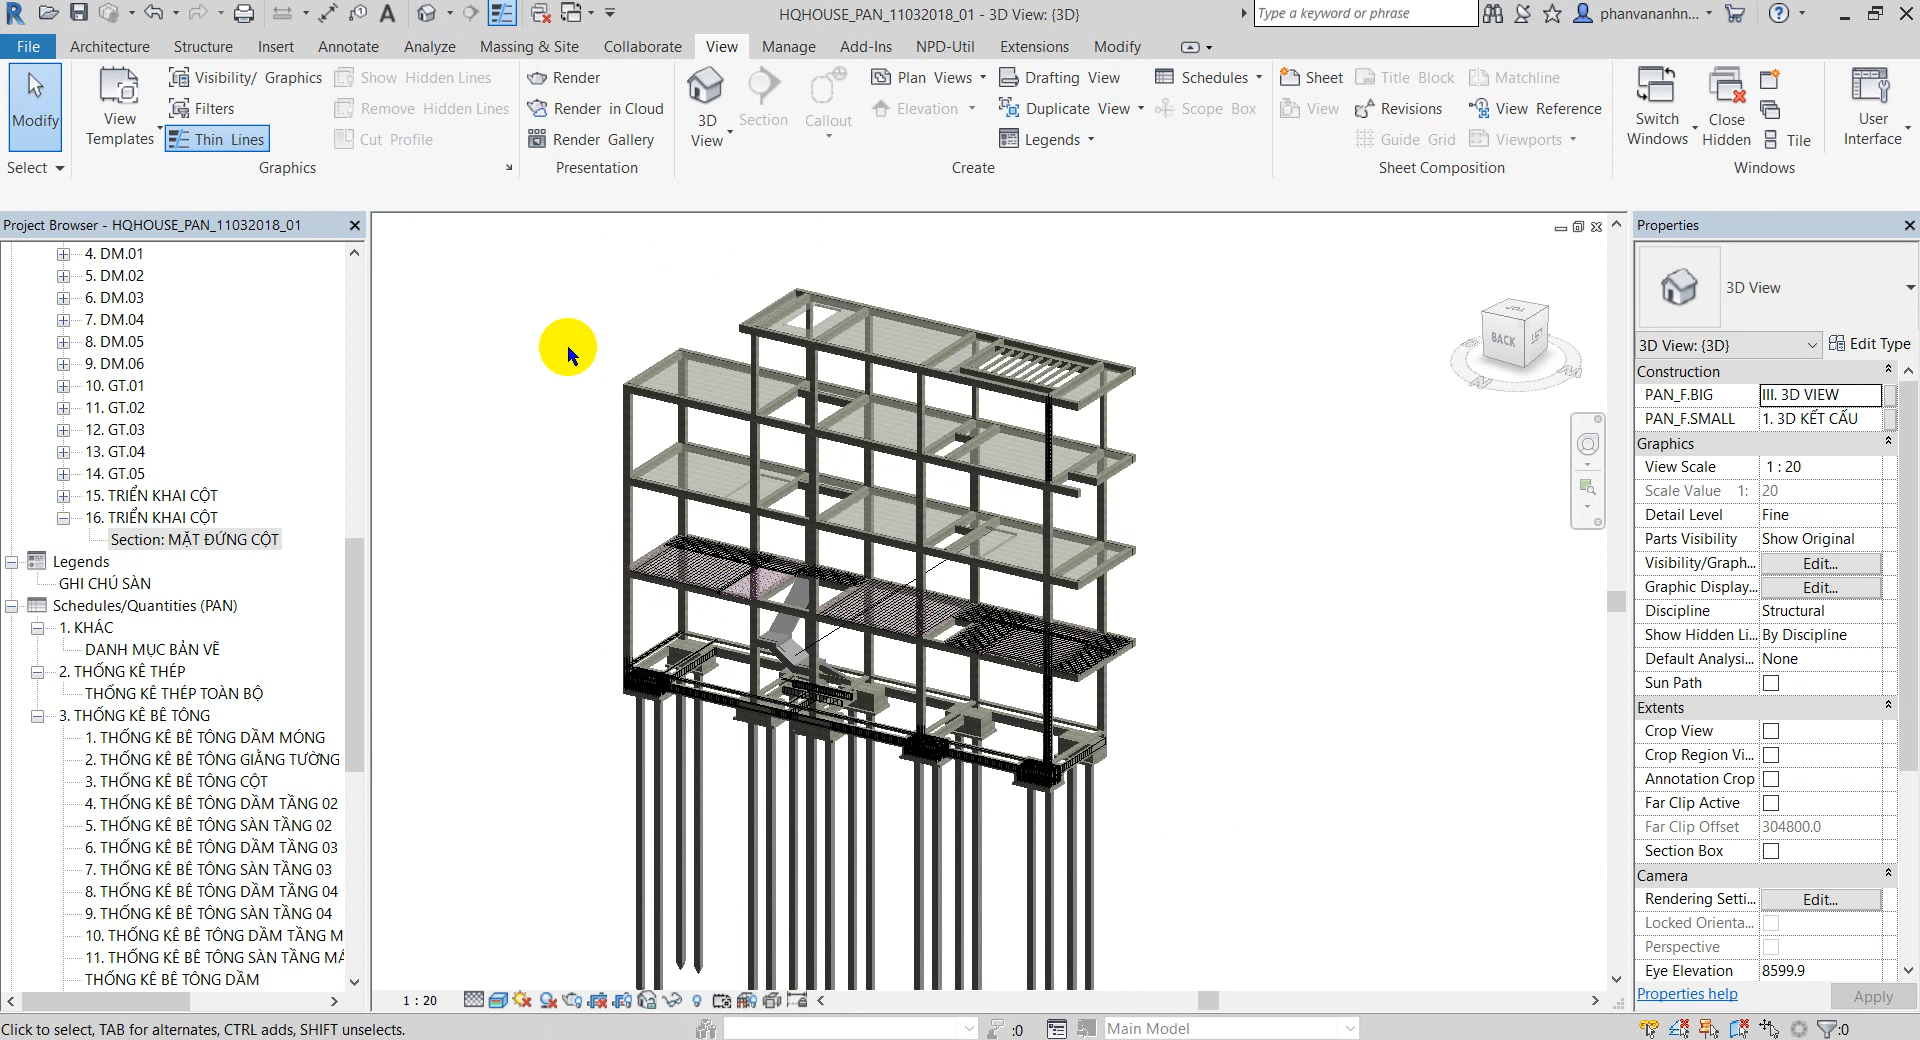 HQHOUSE_PAN_11032018_01 - 3D View: {3D}
Type a keyword or phrase
phanvananhn...
File
Architecture
Structure
Insert
Annotate
Analyze
Massing & Site
Collaborate
View
Manage
Add-Ins
NPD-Util
Extensions
Modify
Modify
Select
View
Templates
Visibility/ Graphics
Filters
Thin Lines
Show Hidden Lines
Remove Hidden Lines
Cut Profile
Graphics
Render
Render in Cloud
Render Gallery
Presentation
3D
View
Section
Callout
Plan Views
Elevation
Drafting View
Duplicate View
Legends
Schedules
Scope Box
Create
Sheet
View
Title Block
Revisions
Guide Grid
Matchline
View Reference
Viewports
Sheet Composition
Switch
Windows
Close
Hidden
Tile
Windows
User
Interface
Project Browser - HQHOUSE_PAN_11032018_01
4. DM.01
5. DM.02
6. DM.03
7. DM.04
8. DM.05
9. DM.06
10. GT.01
11. GT.02
12. GT.03
13. GT.04
14. GT.05
15. TRIỂN KHAI CỘT
16. TRIỂN KHAI CỘT
Section: MẶT ĐỨNG CỘT
Legends
GHI CHÚ SÀN
Schedules/Quantities (PAN)
1. KHÁC
DANH MỤC BẢN VẼ
2. THỐNG KÊ THÉP
THỐNG KÊ THÉP TOÀN BỘ
3. THỐNG KÊ BÊ TÔNG
1. THỐNG KÊ BÊ TÔNG DẦM MÓNG
2. THỐNG KÊ BÊ TÔNG GIẰNG TƯỜNG
3. THỐNG KÊ BÊ TÔNG CỘT
4. THỐNG KÊ BÊ TÔNG DẦM TẦNG 02
5. THỐNG KÊ BÊ TÔNG SÀN TẦNG 02
6. THỐNG KÊ BÊ TÔNG DẦM TẦNG 03
7. THỐNG KÊ BÊ TÔNG SÀN TẦNG 03
8. THỐNG KÊ BÊ TÔNG DẦM TẦNG 04
9. THỐNG KÊ BÊ TÔNG SÀN TẦNG 04
10. THỐNG KÊ BÊ TÔNG DẦM TẦNG M
11. THỐNG KÊ BÊ TÔNG SÀN TẦNG MÁ
THỐNG KÊ BÊ TÔNG DẦM
TOP
BACK
LEFT
N
1 : 20
Properties
3D View
3D View: {3D}
Edit Type
Construction
PAN_F.BIG III. 3D VIEW
PAN_F.SMALL 1. 3D KẾT CẤU
Graphics
View Scale 1 : 20
Scale Value 1: 20
Detail Level Fine
Parts Visibility Show Original
Visibility/Graph... Edit...
Graphic Display... Edit...
Discipline Structural
Show Hidden Li... By Discipline
Default Analysi... None
Sun Path
Extents
Crop View
Crop Region Vi...
Annotation Crop
Far Clip Active
Far Clip Offset 304800.0
Section Box
Camera
Rendering Setti... Edit...
Locked Orienta...
Perspective
Eye Elevation 8599.9
Properties help
Apply
Click to select, TAB for alternates, CTRL adds, SHIFT unselects.
:0
Main Model
:0